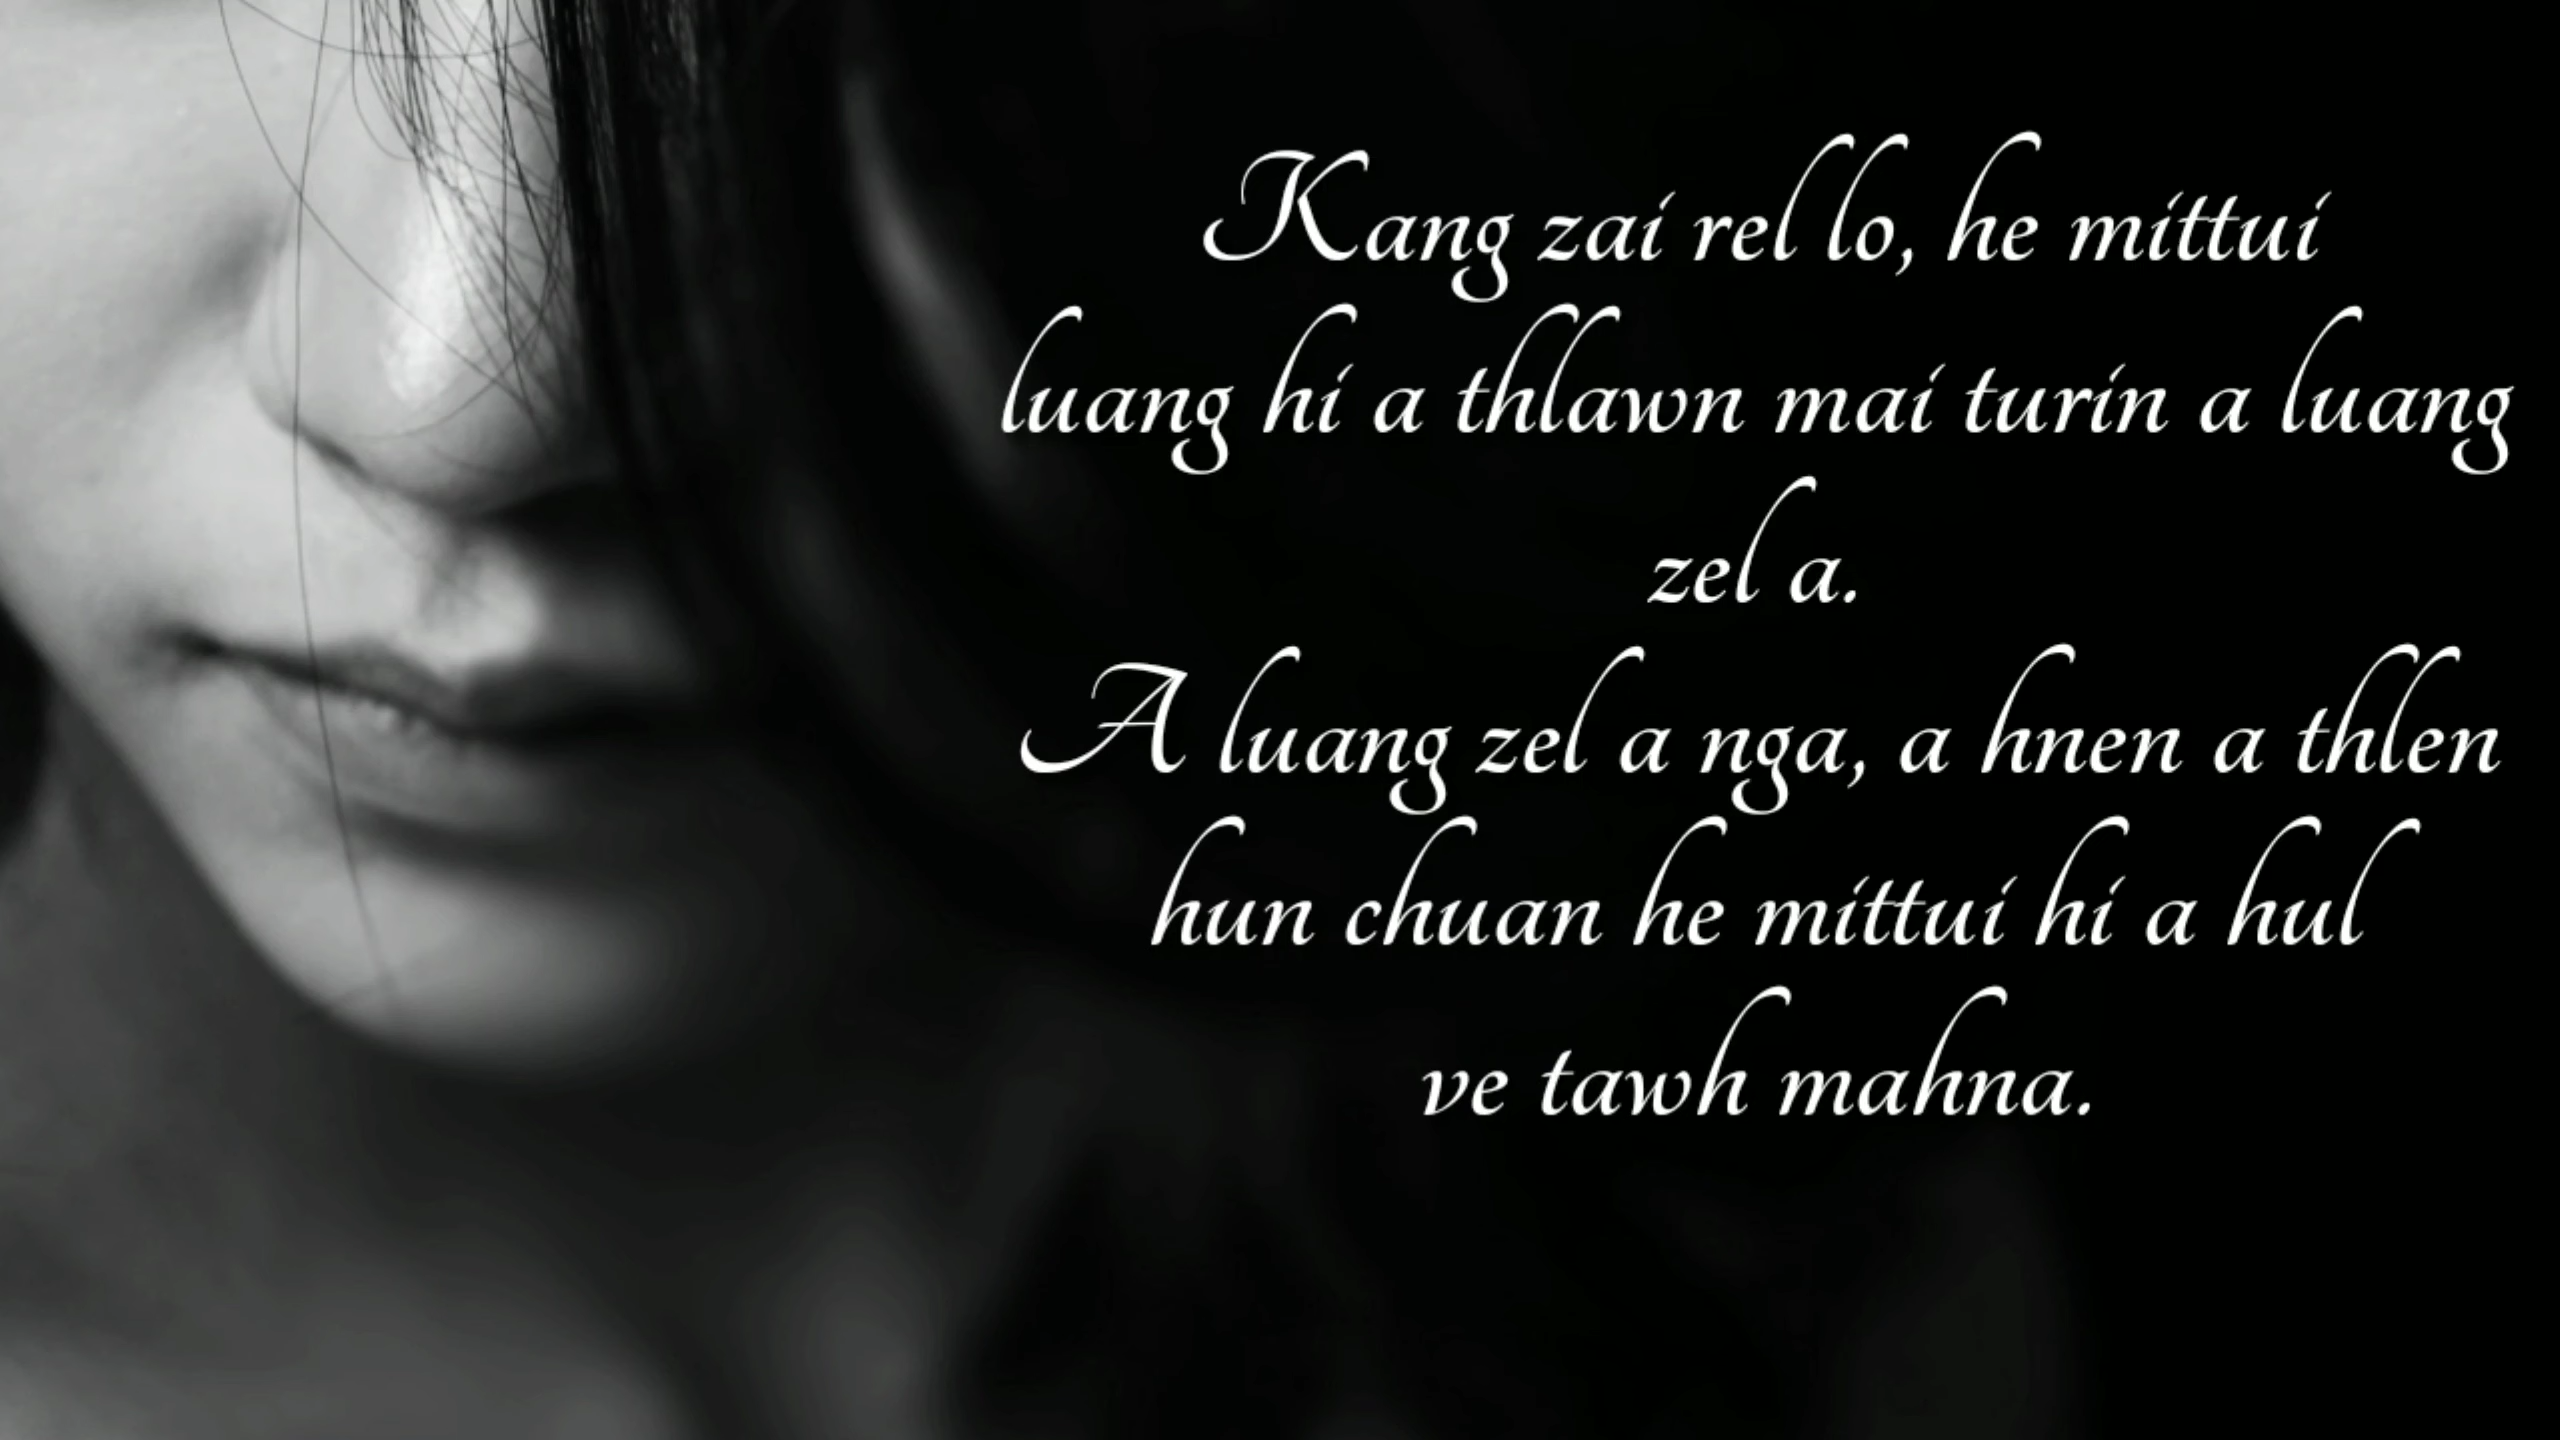 Kang zai rel lo, he mittui
luang hi a thlawn mai turin a luang
zel a.
A luang zel a nga, a hnen a thlen
hun chuan he mittui hi a hul
ve tawh mahna.